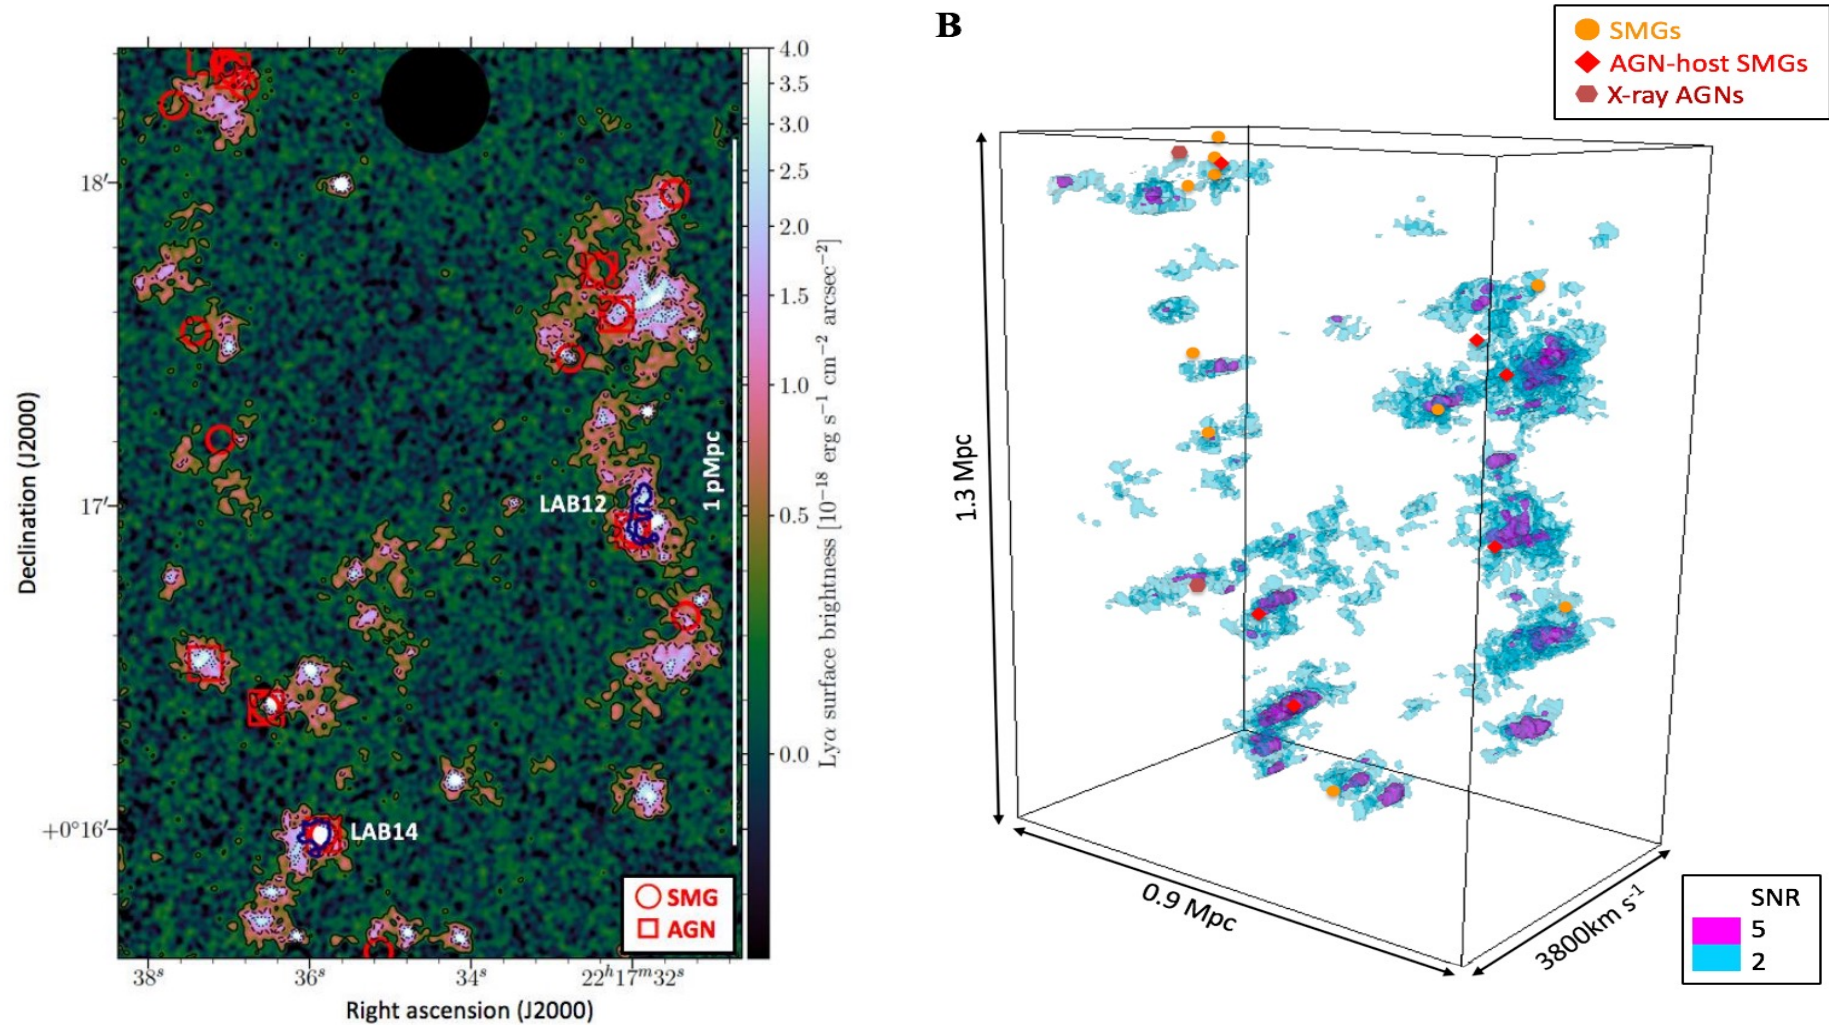 B
SMGs
AGN-host SMGs
X-ray AGNs
4.0
3.5
3.0
2.5
2.0
1.5
1.0
0.5
0.0
Lyα surface brightness [10⁻¹⁸ erg s⁻¹ cm⁻² arcsec⁻²]
Declination (J2000)
18′
17′
+0°16′
LAB12
LAB14
1 pMpc
SMG
AGN
38ˢ
36ˢ
34ˢ
22ʰ17ᵐ32ˢ
Right ascension (J2000)
1.3 Mpc
0.9 Mpc
3800km s⁻¹
SNR
5
2